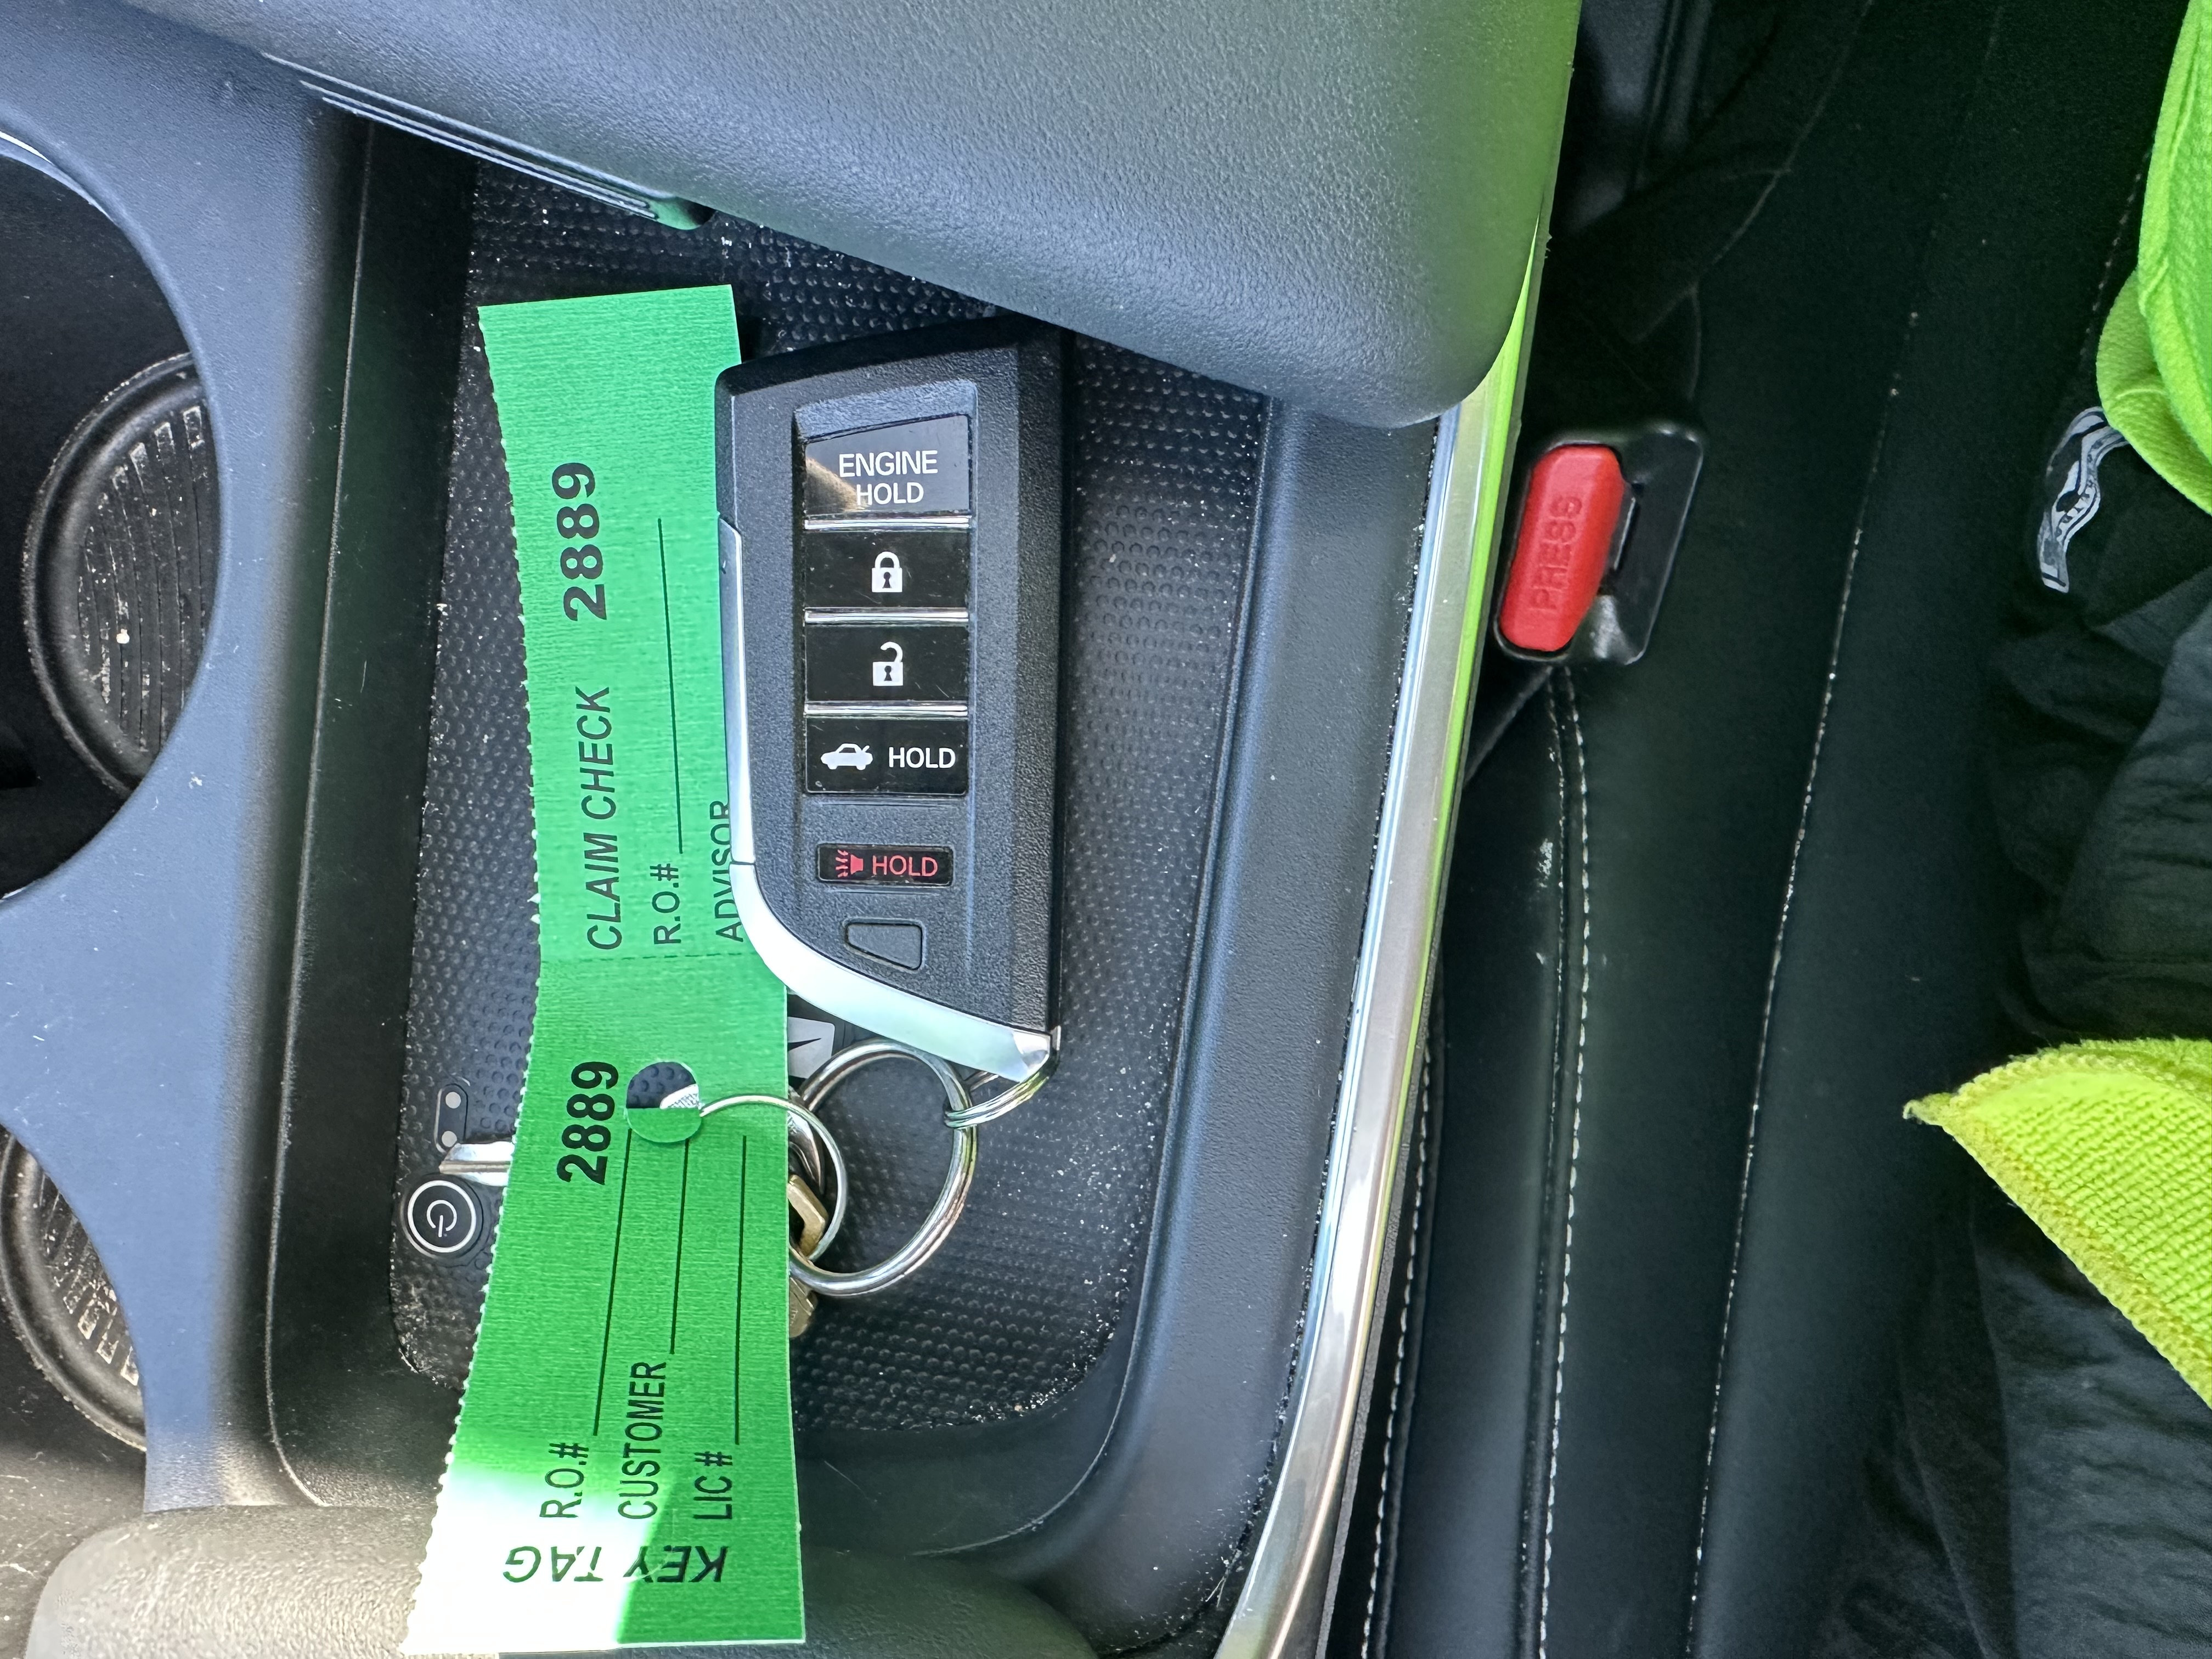 CLAIM CHECK 2889
R.O.#
ADVISOR
2889
R.O.#
CUSTOMER
LIC #
KEY TAG
ENGINE
HOLD
HOLD
HOLD
PRESS